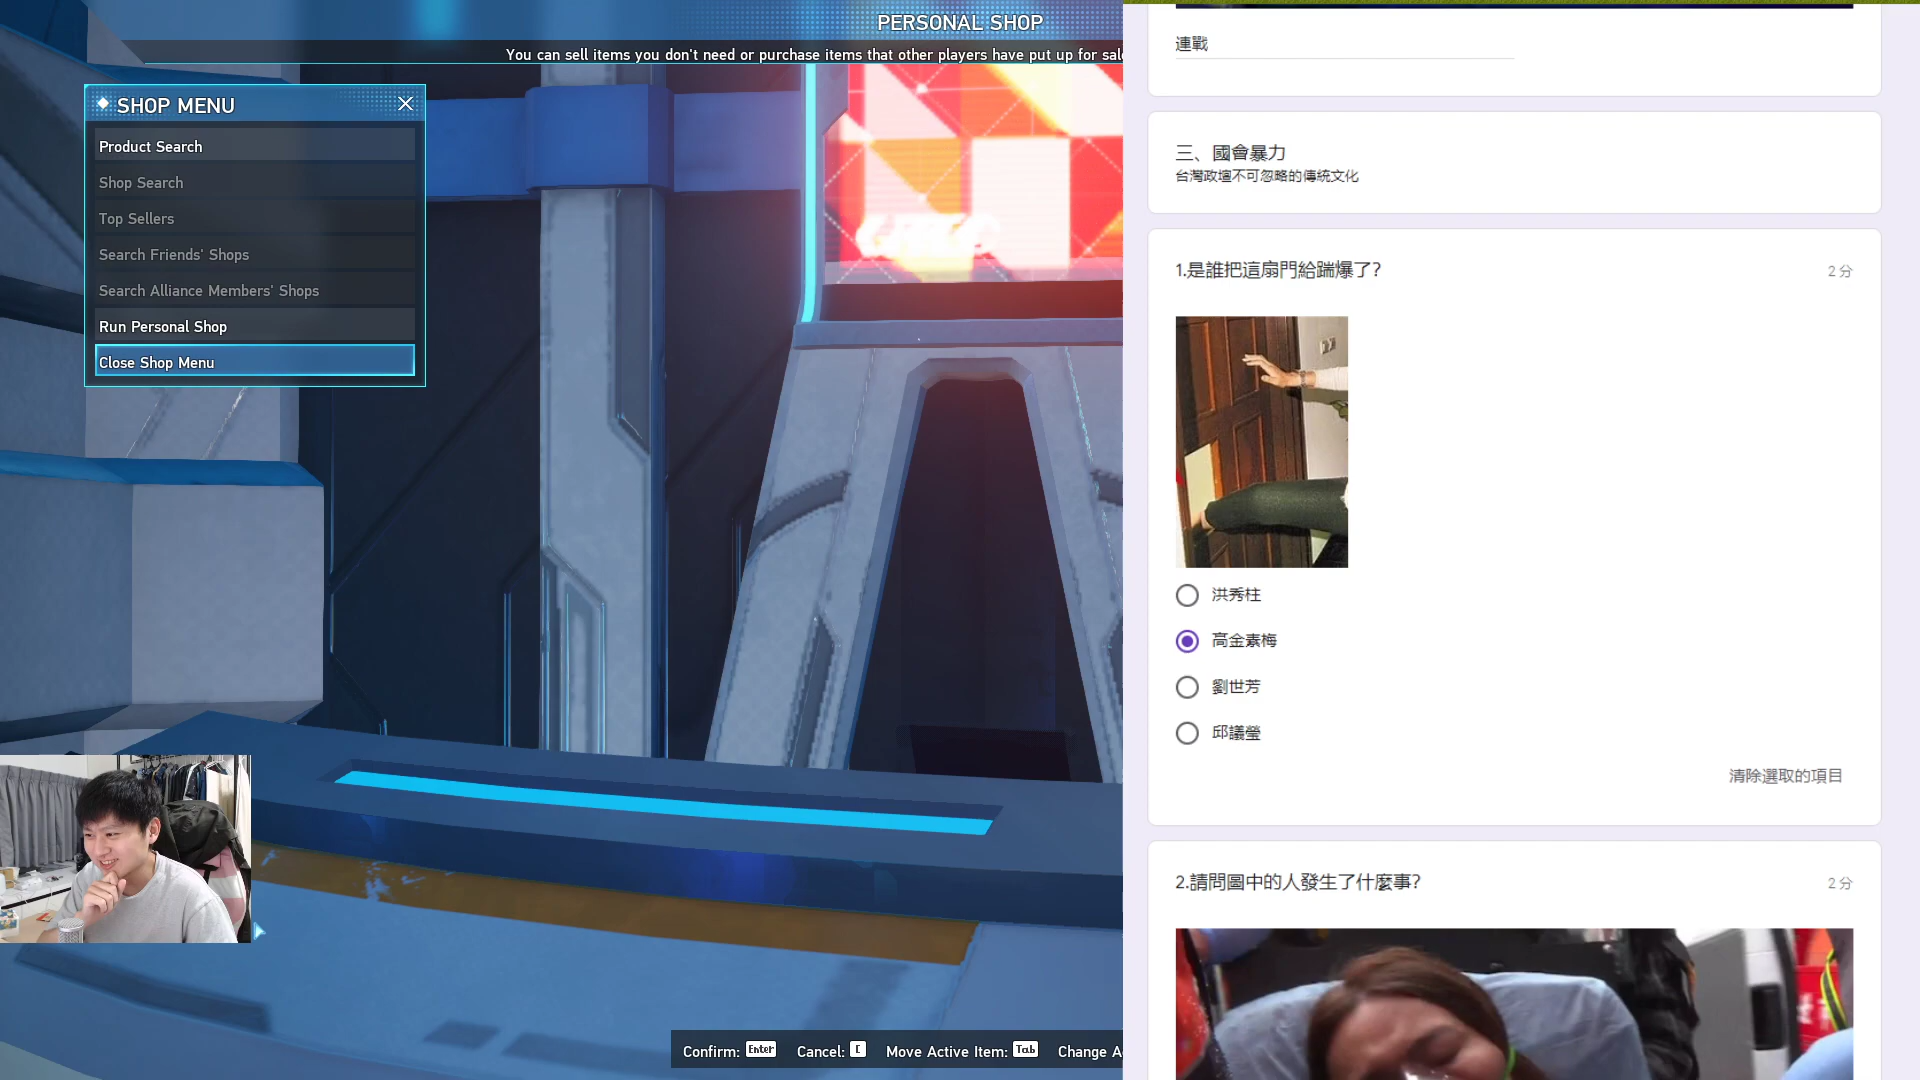 PERSONAL SHOP
You can sell items you don't need or purchase items that other players have put up for sale
SHOP MENU
Product Search
Shop Search
Top Sellers
Search Friends' Shops
Search Alliance Members' Shops
Run Personal Shop
Close Shop Menu
Confirm: Enter Cancel: E Move Active Item: Tab Change A
連戰
三、國會暴力
台灣政壇不可忽略的傳統文化
1.是誰把這扇門給踹爆了?
2 分
洪秀柱
高金素梅
劉世芳
邱議瑩
清除選取的項目
2.請問圖中的人發生了什麼事?
2 分